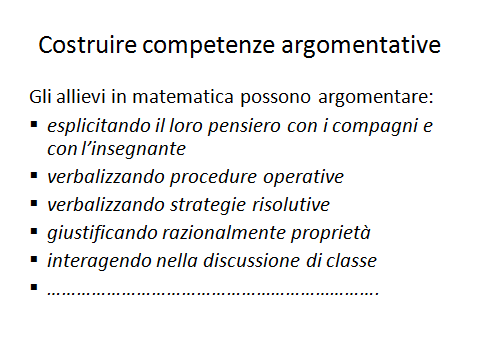 Costruire competenze argomentative
Gli allievi in matematica possono argomentare:
▪ esplicitando il loro pensiero con i compagni e
con l'insegnante
▪ verbalizzando procedure operative
▪ verbalizzando strategie risolutive
▪ giustificando razionalmente proprietà
▪ interagendo nella discussione di classe
▪ ………………………………………………………….